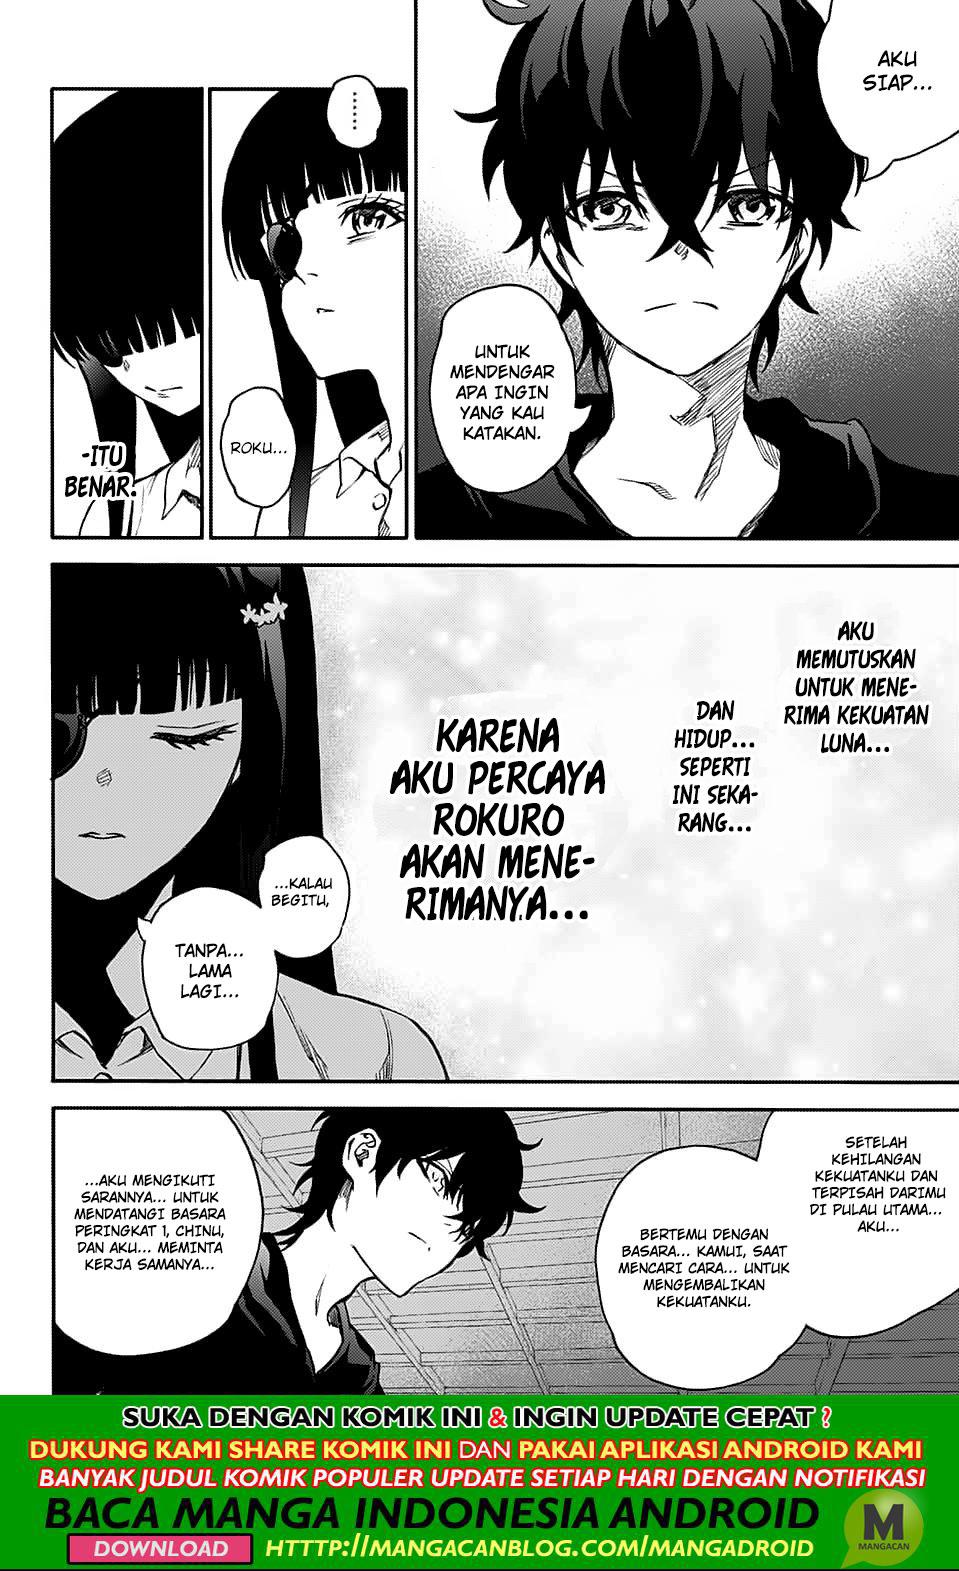 AKU
SIAP...
UNTUK
MENDENGAR
APA INGIN
YANG KAU
KATAKAN.
........
ROKU...
-ITU
BENAR.
AKU
MEMUTUSKAN
UNTUK MENE-
RIMA KEKUATAN
LUNA...
DAN
HIDUP...
SEPERTI
INI SEKA-
RANG...
KARENA
AKU PERCAYA
ROKURO
AKAN MENE-
RIMANYA...
...KALAU
BEGITU,
TANPA...
LAMA
LAGI...
SETELAH
KEHILANGAN
KEKUATANKU DAN
TERPISAH DARIMU
DI PULAU UTAMA...
AKU...
BERTEMU DENGAN
BASARA... KAMUI, SAAT
MENCARI CARA... UNTUK
MENGEMBALIKAN
KEKUATANKU.
...AKU MENGIKUTI
SARANNYA... UNTUK
MENDATANGI BASARA
PERINGKAT 1, CHINU,
DAN AKU... MEMINTA
KERJA SAMANYA...
SUKA DENGAN KOMIK INI & INGIN UPDATE CEPAT ?
DUKUNG KAMI SHARE KOMIK INI DAN PAKAI APLIKASI ANDROID KAMI
BANYAK JUDUL KOMIK POPULER UPDATE SETIAP HARI DENGAN NOTIFIKASI
BACA MANGA INDONESIA ANDROID
DOWNLOAD HTTTP://MANGACANBLOG.COM/MANGADROID
M
MANGACAN